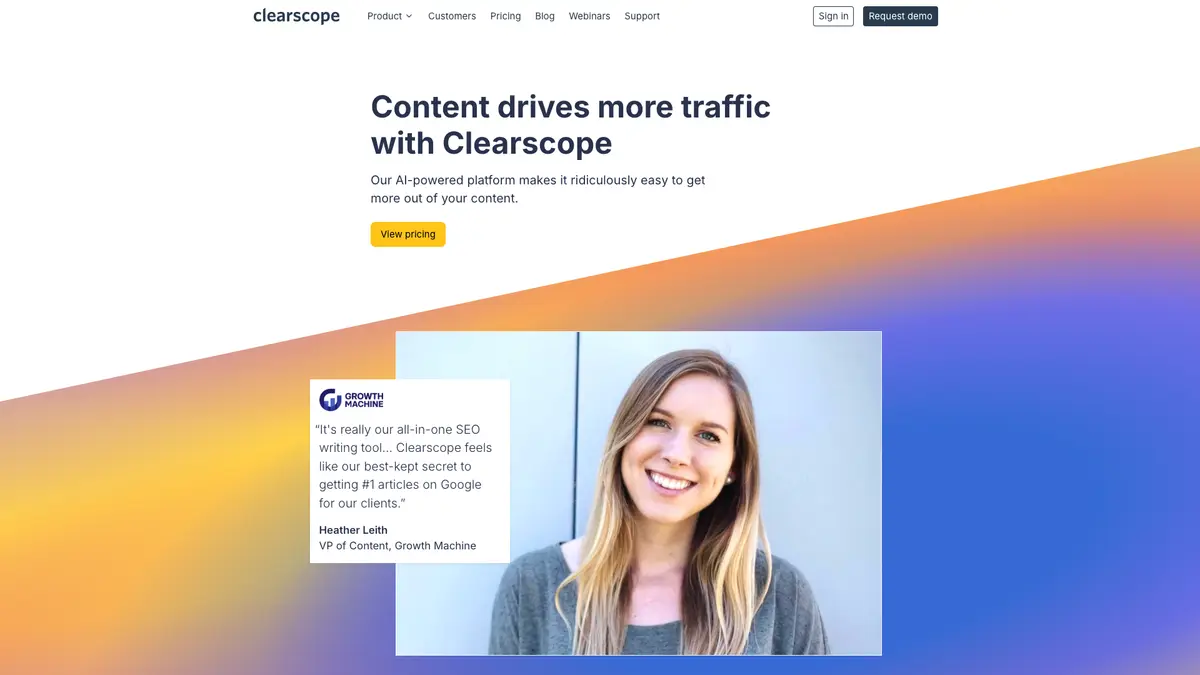 clearscope
Product
Customers
Pricing
Blog
Webinars
Support
Sign in
Request demo
Content drives more traffic
with Clearscope
Our AI-powered platform makes it ridiculously easy to get
more out of your content.
View pricing
GROWTH
MACHINE
“It's really our all-in-one SEO
writing tool... Clearscope feels
like our best-kept secret to
getting #1 articles on Google
for our clients.”
Heather Leith
VP of Content, Growth Machine